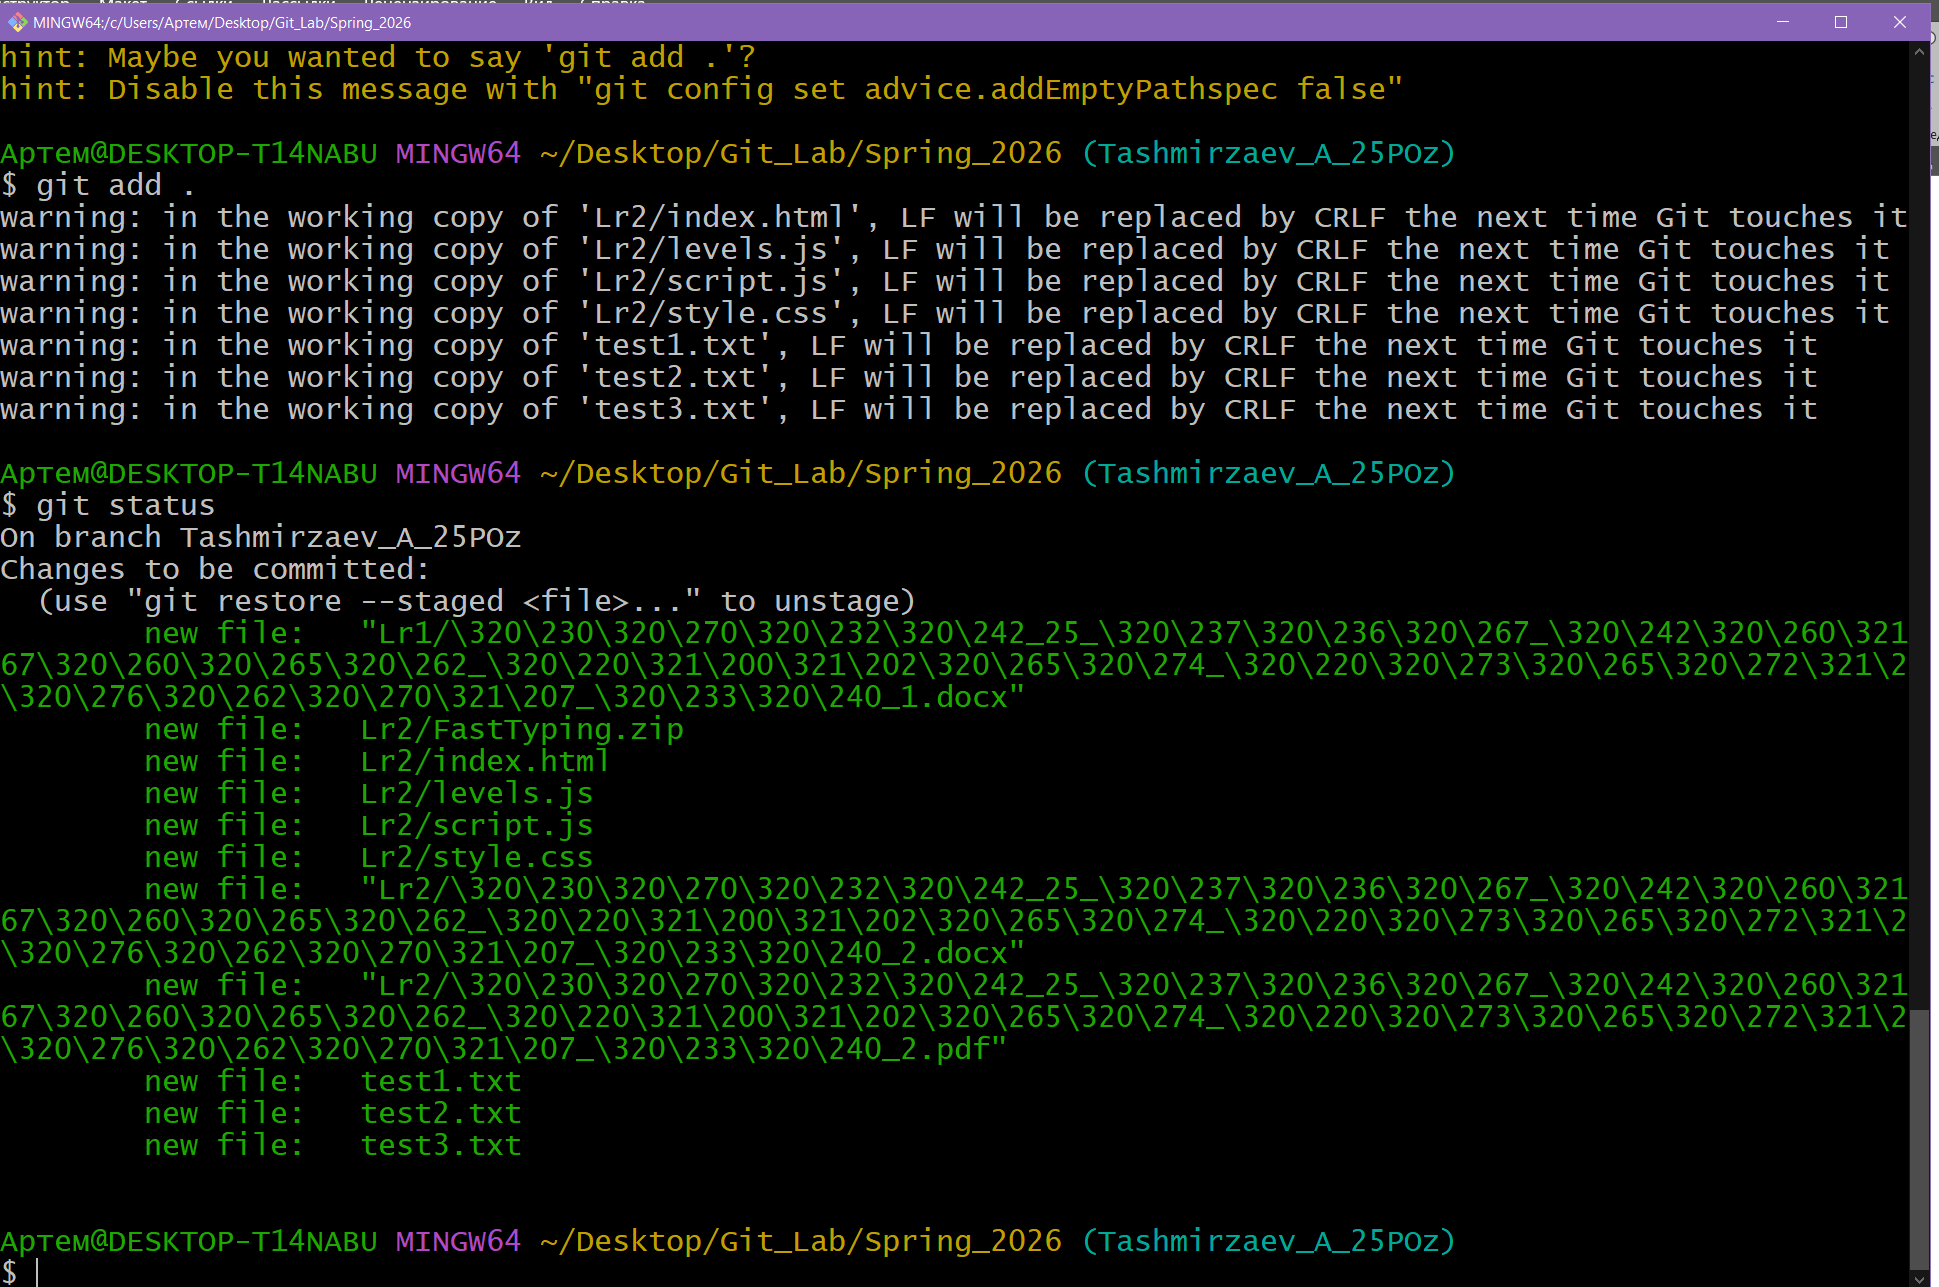 MINGW64:/c/Users/Артем/Desktop/Git_Lab/Spring_2026
hint: Maybe you wanted to say 'git add .'?
hint: Disable this message with "git config set advice.addEmptyPathspec false"
Артем@DESKTOP-T14NABU MINGW64 ~/Desktop/Git_Lab/Spring_2026 (Tashmirzaev_A_25POz)
$ git add .
warning: in the working copy of 'Lr2/index.html', LF will be replaced by CRLF the next time Git touches it
warning: in the working copy of 'Lr2/levels.js', LF will be replaced by CRLF the next time Git touches it
warning: in the working copy of 'Lr2/script.js', LF will be replaced by CRLF the next time Git touches it
warning: in the working copy of 'Lr2/style.css', LF will be replaced by CRLF the next time Git touches it
warning: in the working copy of 'test1.txt', LF will be replaced by CRLF the next time Git touches it
warning: in the working copy of 'test2.txt', LF will be replaced by CRLF the next time Git touches it
warning: in the working copy of 'test3.txt', LF will be replaced by CRLF the next time Git touches it
Артем@DESKTOP-T14NABU MINGW64 ~/Desktop/Git_Lab/Spring_2026 (Tashmirzaev_A_25POz)
$ git status
On branch Tashmirzaev_A_25POz
Changes to be committed:
(use "git restore --staged <file>..." to unstage)
new file: "Lr1/\320\230\320\270\320\232\320\242_25_\320\237\320\236\320\267_\320\242\320\260\321
67\320\260\320\265\320\262_\320\220\321\200\321\202\320\265\320\274_\320\220\320\273\320\265\320\272\321\2
\320\276\320\262\320\270\321\207_\320\233\320\240_1.docx"
new file: Lr2/FastTyping.zip
new file: Lr2/index.html
new file: Lr2/levels.js
new file: Lr2/script.js
new file: Lr2/style.css
new file: "Lr2/\320\230\320\270\320\232\320\242_25_\320\237\320\236\320\267_\320\242\320\260\321
67\320\260\320\265\320\262_\320\220\321\200\321\202\320\265\320\274_\320\220\320\273\320\265\320\272\321\2
\320\276\320\262\320\270\321\207_\320\233\320\240_2.docx"
new file: "Lr2/\320\230\320\270\320\232\320\242_25_\320\237\320\236\320\267_\320\242\320\260\321
67\320\260\320\265\320\262_\320\220\321\200\321\202\320\265\320\274_\320\220\320\273\320\265\320\272\321\2
\320\276\320\262\320\270\321\207_\320\233\320\240_2.pdf"
new file: test1.txt
new file: test2.txt
new file: test3.txt
Артем@DESKTOP-T14NABU MINGW64 ~/Desktop/Git_Lab/Spring_2026 (Tashmirzaev_A_25POz)
$